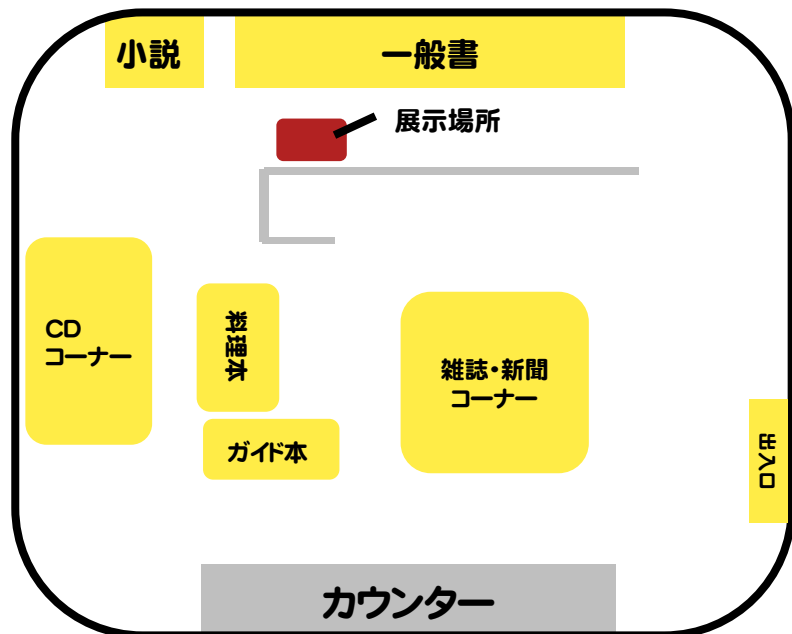 小説
一般書
展示場所
CD
コーナー
料理本
雑誌・新聞
コーナー
ガイド本
出入口
カウンター